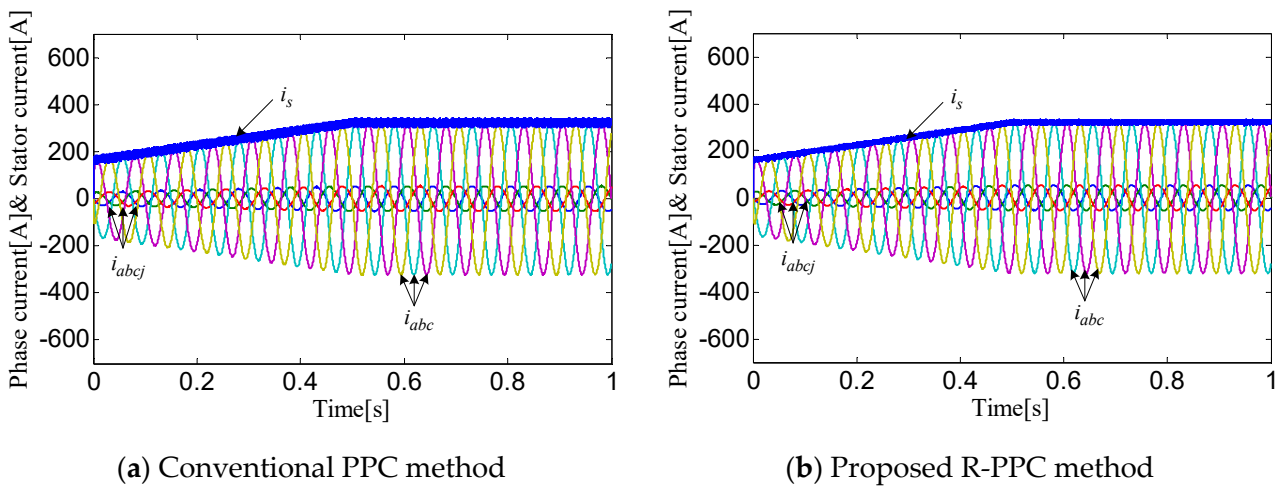 Phase current[A]& Stator current[A]
600
400
200
0
-200
-400
-600
i_s
i_abcj
i_abc
0 0.2 0.4 0.6 0.8 1
Time[s]
(a) Conventional PPC method
Phase current[A]& Stator current[A]
600
400
200
0
-200
-400
-600
i_s
i_abcj
i_abc
0 0.2 0.4 0.6 0.8 1
Time[s]
(b) Proposed R-PPC method